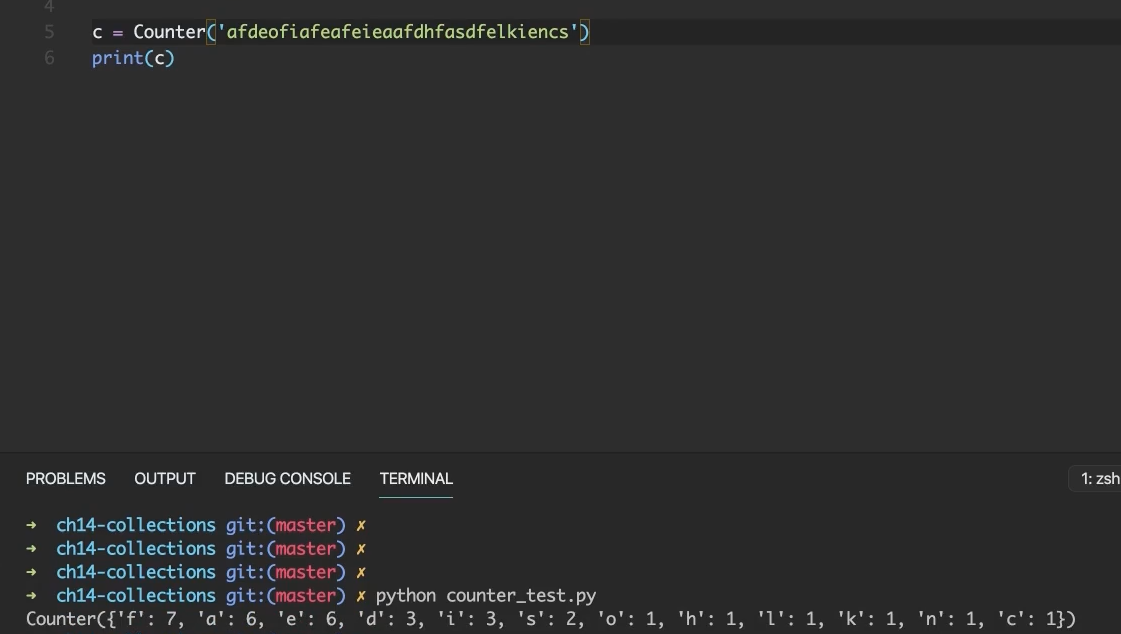 4
5 c = Counter('afdeofiafeafeieaafdhfasdfelkiencs')
6 print(c)
PROBLEMS OUTPUT DEBUG CONSOLE TERMINAL 1: zsh
➜ ch14-collections git:(master) ✗
➜ ch14-collections git:(master) ✗
➜ ch14-collections git:(master) ✗
➜ ch14-collections git:(master) ✗ python counter_test.py
Counter({'f': 7, 'a': 6, 'e': 6, 'd': 3, 'i': 3, 's': 2, 'o': 1, 'h': 1, 'l': 1, 'k': 1, 'n': 1, 'c': 1})